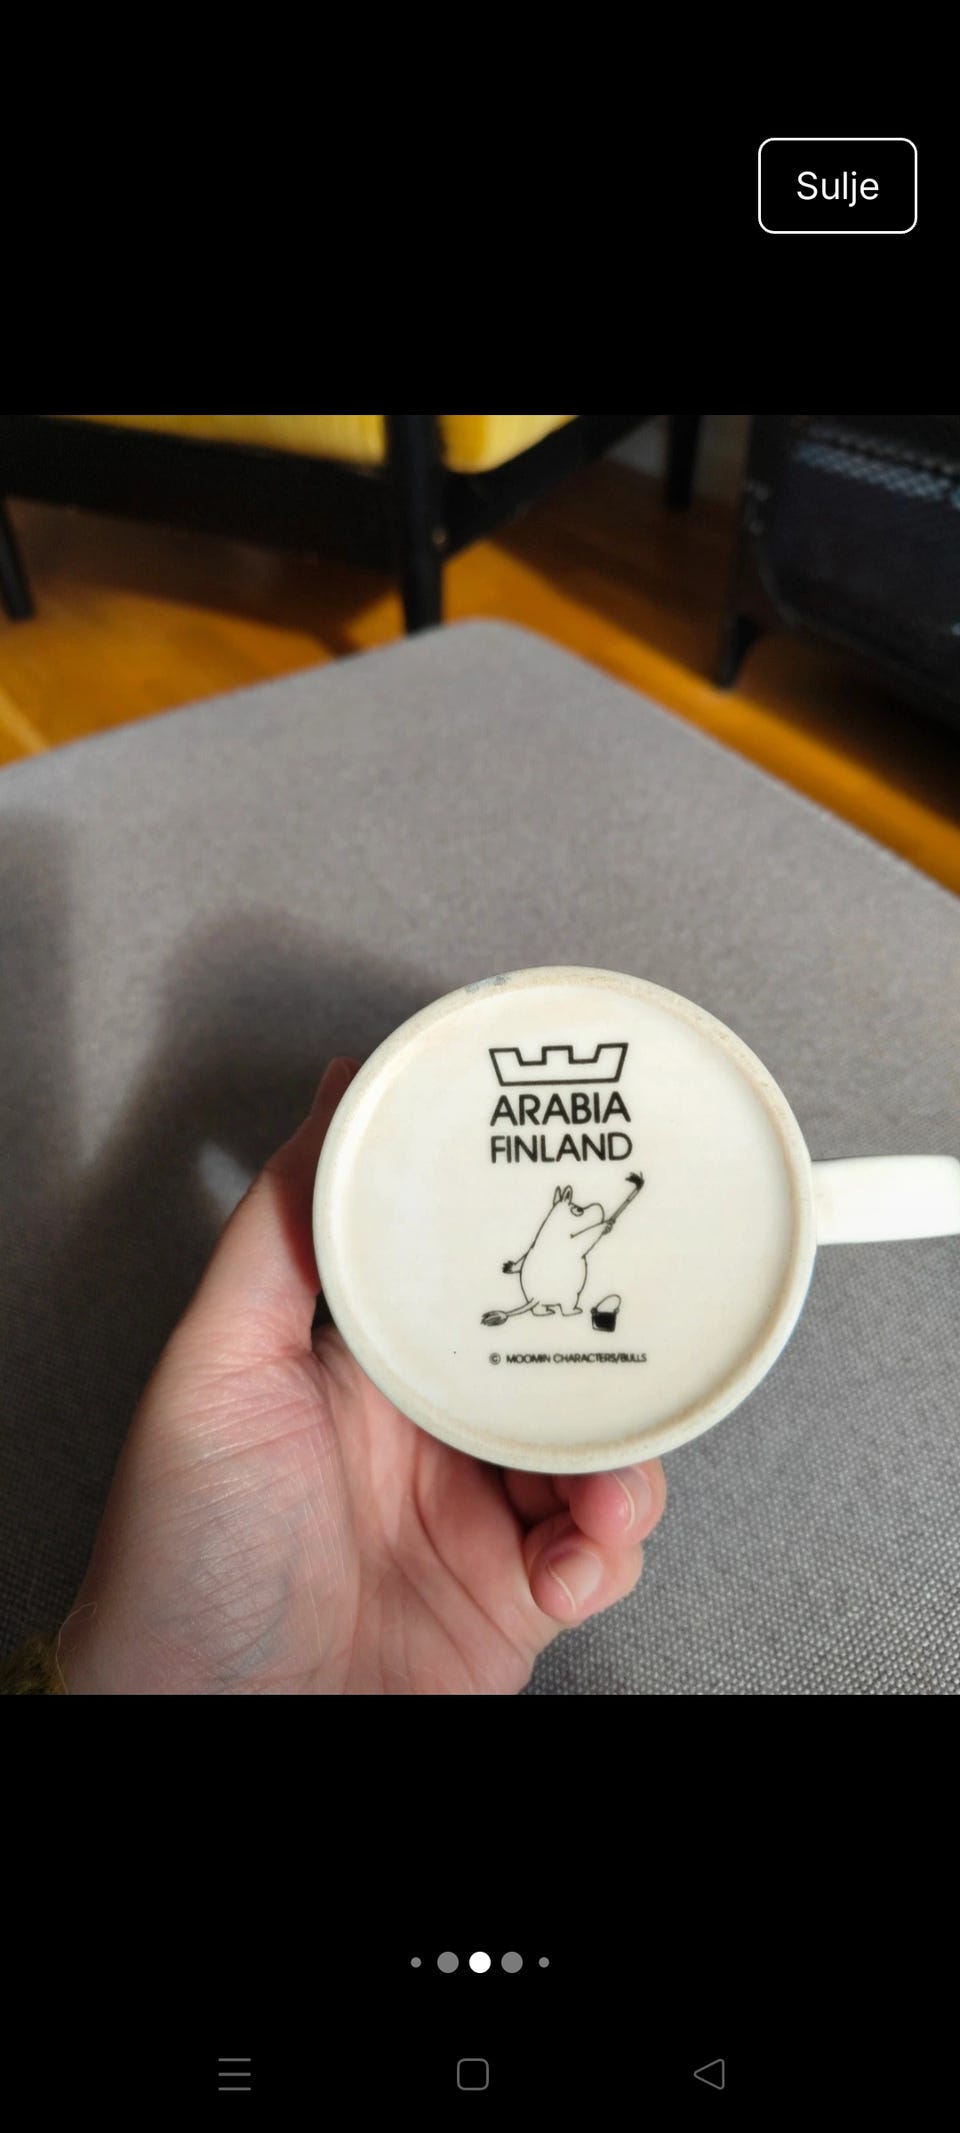 Sulje
ARABIA
FINLAND
© MOOMIN CHARACTERS/BULLS